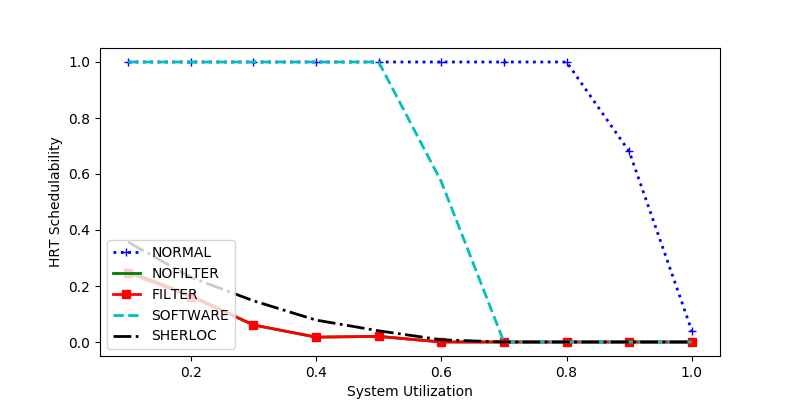 HRT Schedulability
1.0
0.8
0.6
0.4
0.2
0.0
NORMAL
NOFILTER
FILTER
SOFTWARE
SHERLOC
0.2 0.4 0.6 0.8 1.0
System Utilization